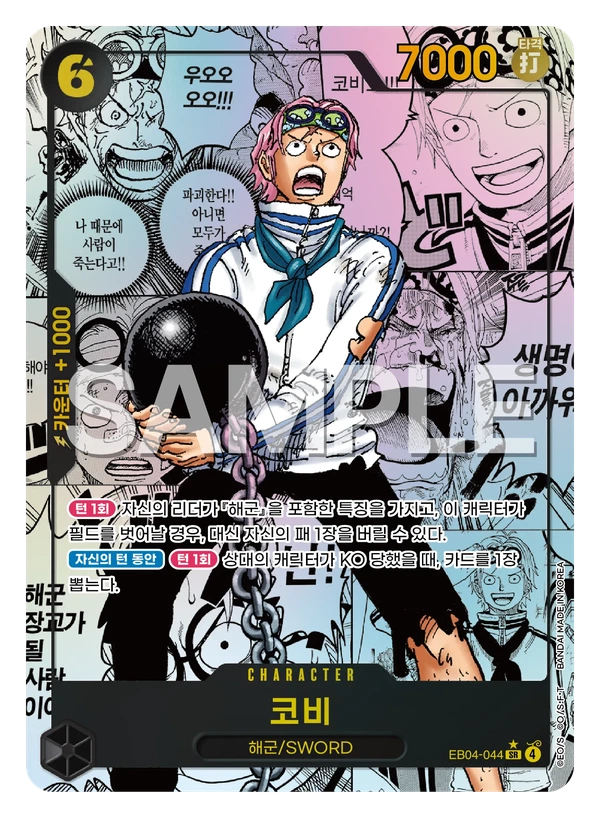 6
7000
타격
打
우오오
오오!!!
코비
!!!
나 때문에
사람이
죽는다고!!
파괴한다!!
아니면
모두가
카운터 +1000
생명
아까우
SAMPLE
턴 1회 자신의 리더가 『해군』을 포함한 특징을 가지고, 이 캐릭터가
필드를 벗어날 경우, 대신 자신의 패 1장을 버릴 수 있다.
자신의 턴 동안 턴 1회 상대의 캐릭터가 KO 당했을 때, 카드를 1장
뽑는다.
해군
장교가
될
사람
CHARACTER
코비
해군/SWORD
EB04-044 SR 4
©E.O/S. ©O./S.F-T BANDAI MADE IN KOREA